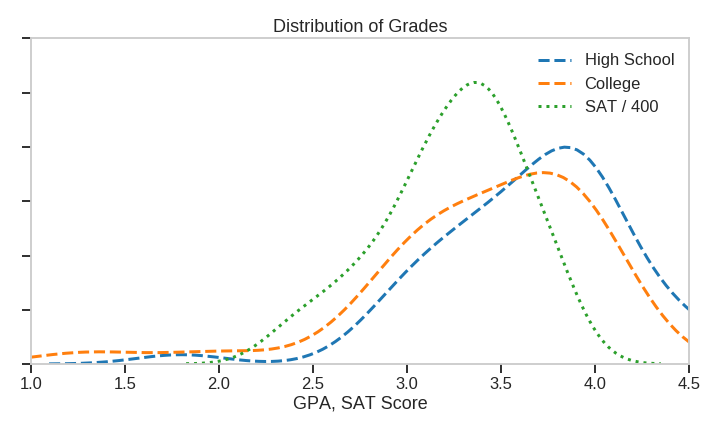 Distribution of Grades
High School
College
SAT / 400
1.0 1.5 2.0 2.5 3.0 3.5 4.0 4.5
GPA, SAT Score